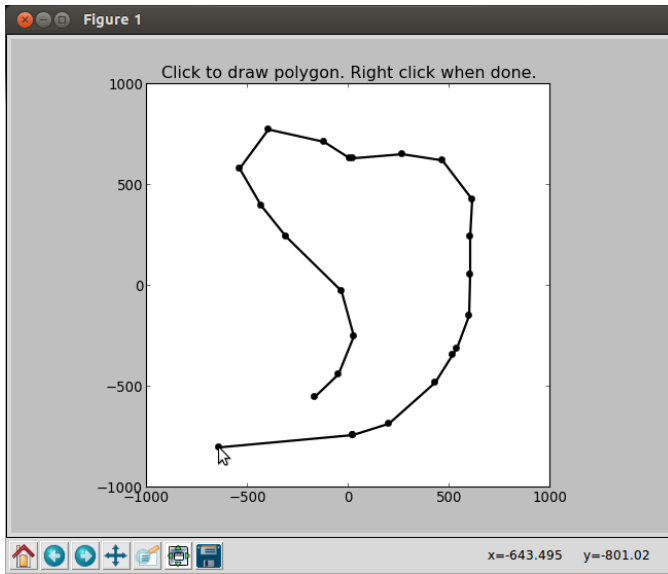 Figure 1
Click to draw polygon. Right click when done.
1000
500
0
−500
−1000
−1000 −500 0 500 1000
x=-643.495 y=-801.02